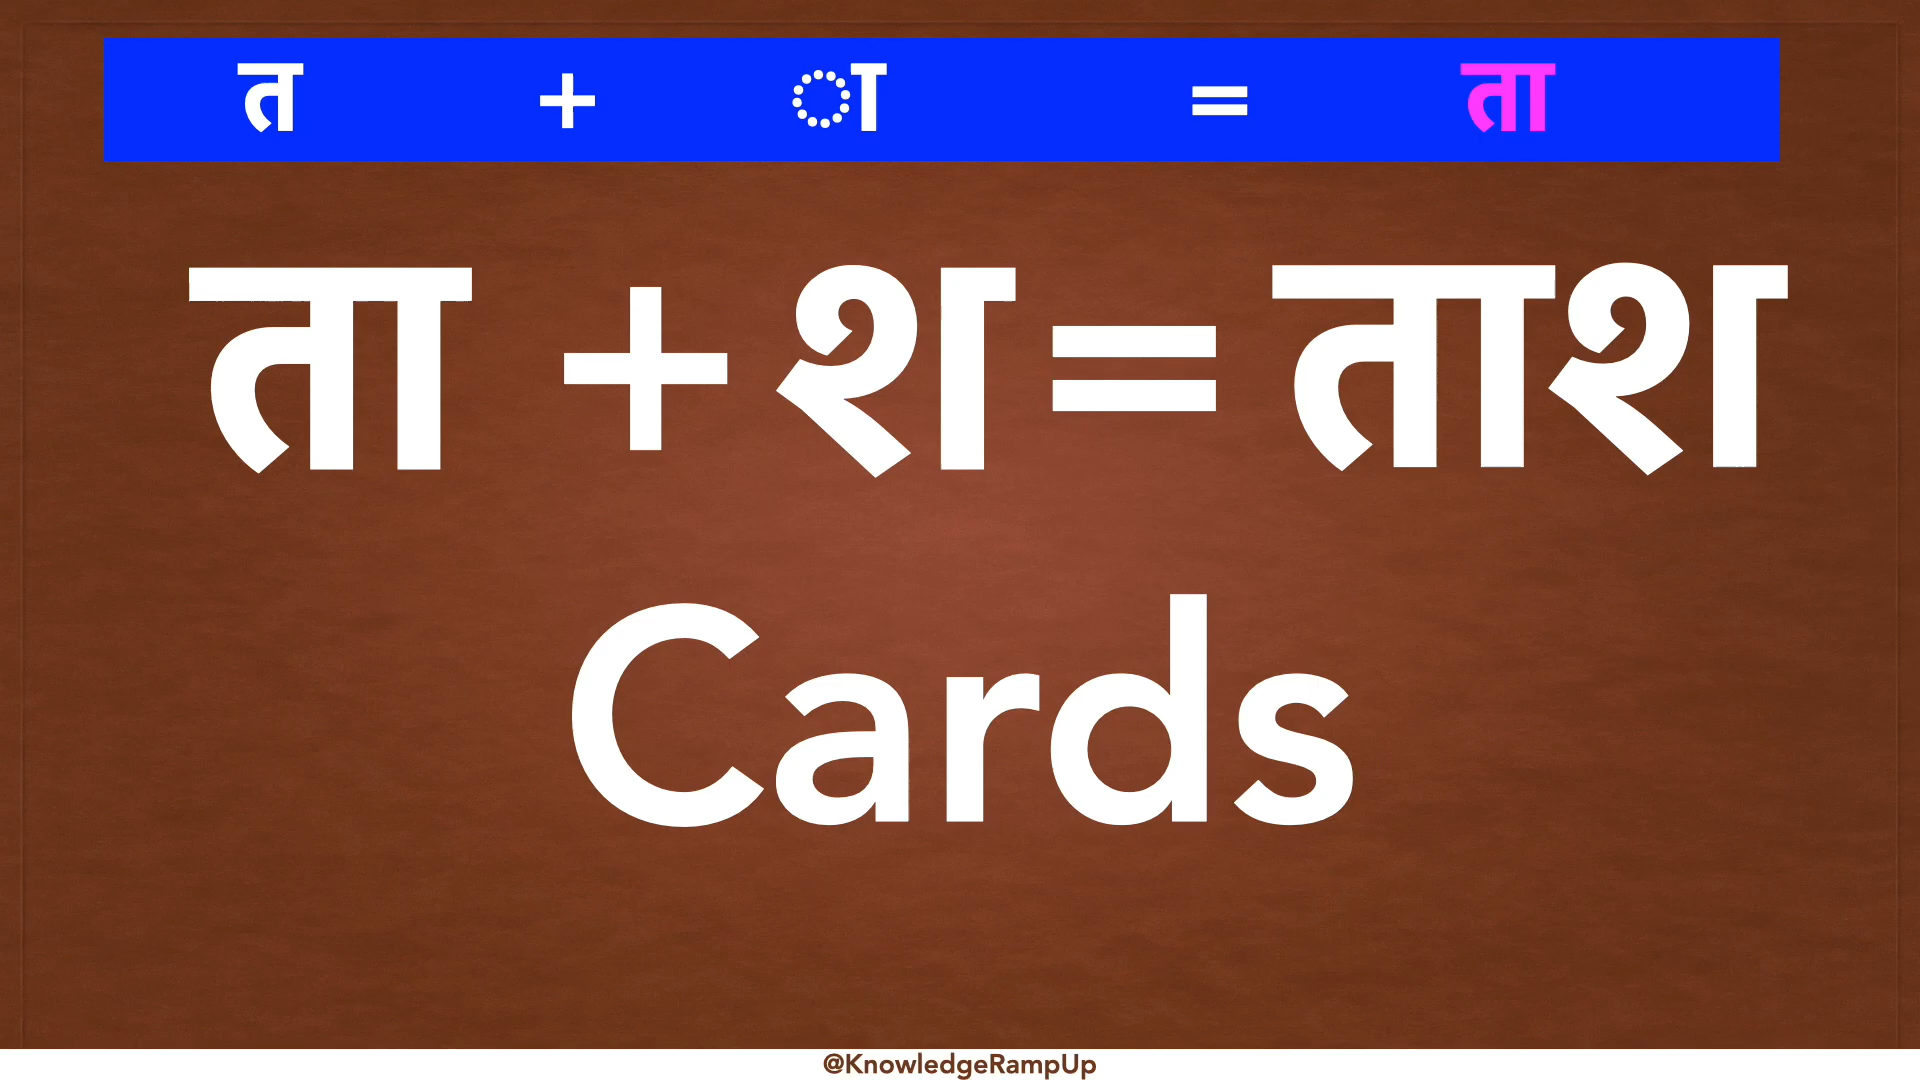 त + ा = ता
ता + श = ताश
Cards
@KnowledgeRampUp